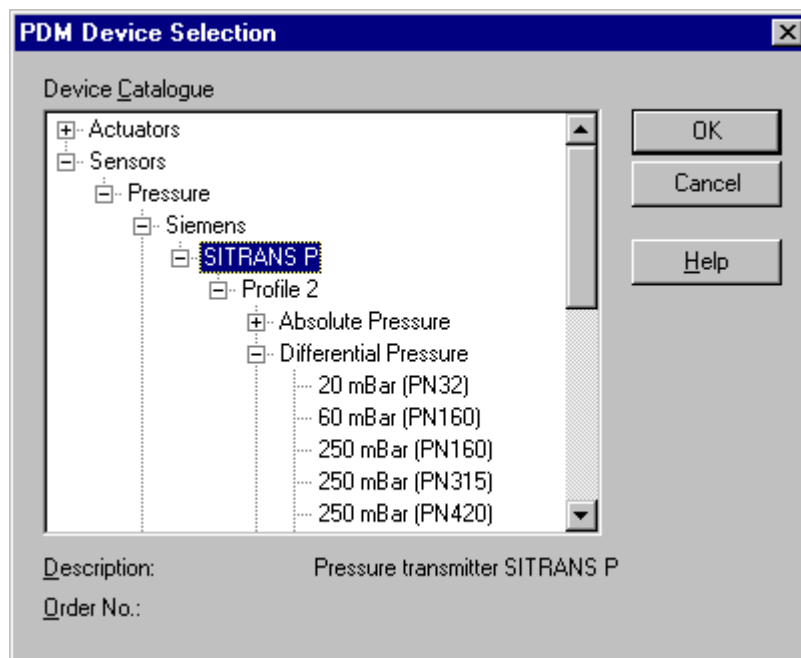 PDM Device Selection
Device Catalogue
Actuators
Sensors
Pressure
Siemens
SITRANS P
Profile 2
Absolute Pressure
Differential Pressure
20 mBar (PN32)
60 mBar (PN160)
250 mBar (PN160)
250 mBar (PN315)
250 mBar (PN420)
OK
Cancel
Help
Description: Pressure transmitter SITRANS P
Order No.: